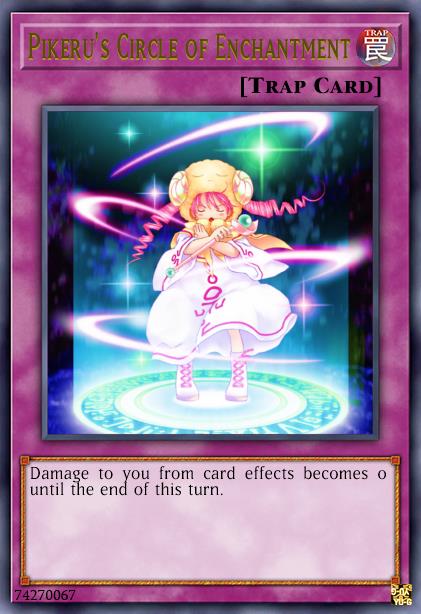 Pikeru's Circle of Enchantment
TRAP
罠
[Trap Card]
Damage to you from card effects becomes 0
until the end of this turn.
74270067